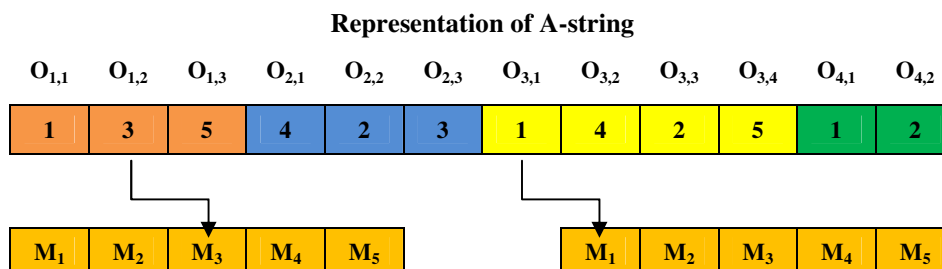 Representation of A-string
O1,1 O1,2 O1,3 O2,1 O2,2 O2,3 O3,1 O3,2 O3,3 O3,4 O4,1 O4,2
1 3 5 4 2 3 1 4 2 5 1 2
M1 M2 M3 M4 M5 M1 M2 M3 M4 M5